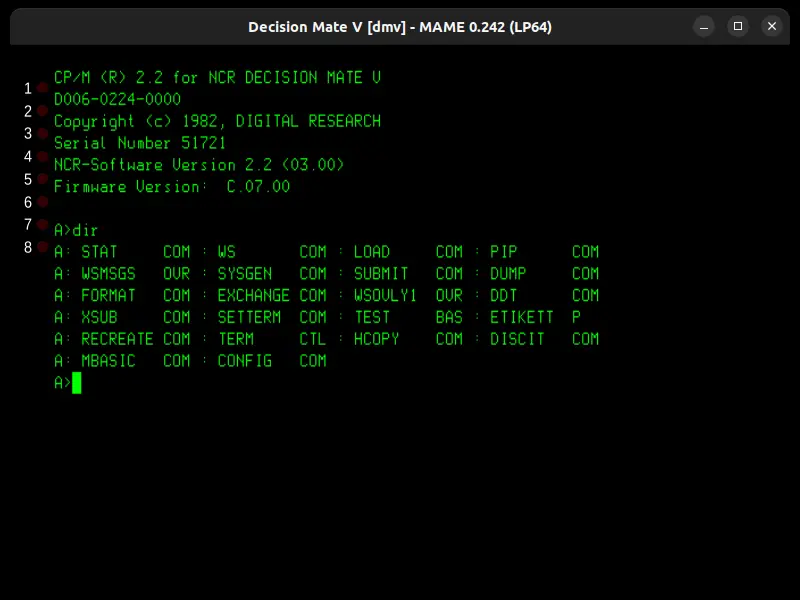 Decision Mate V [dmv] - MAME 0.242 (LP64)
CP/M (R) 2.2 for NCR DECISION MATE V
D006-0224-0000
Copyright (c) 1982, DIGITAL RESEARCH
Serial Number 51721
NCR-Software Version 2.2 (03.00)
Firmware Version:  C.07.00
A>dir
A: STAT     COM : WS       COM : LOAD     COM : PIP      COM
A: WSMSGS   OVR : SYSGEN   COM : SUBMIT   COM : DUMP     COM
A: FORMAT   COM : EXCHANGE COM : WSOVLY1  OVR : DDT      COM
A: XSUB     COM : SETTERM  COM : TEST     BAS : ETIKETT  P
A: RECREATE COM : TERM     CTL : HCOPY    COM : DISCIT   COM
A: MBASIC   COM : CONFIG   COM
A>
1
2
3
4
5
6
7
8